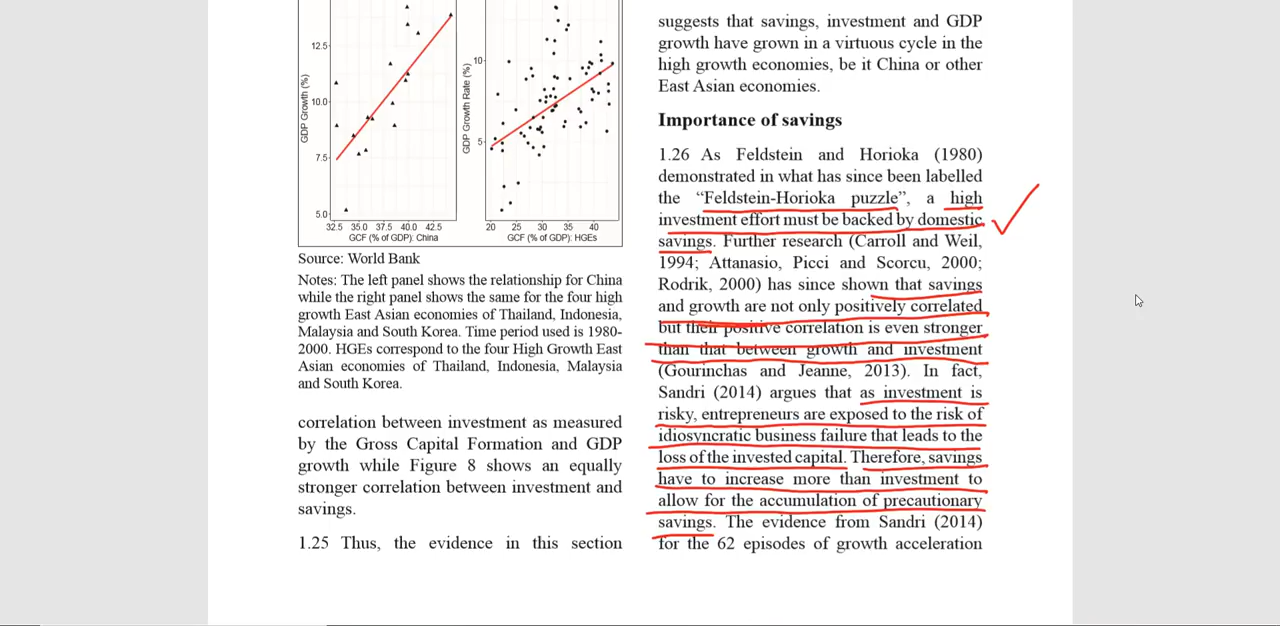 12.5
10.0
7.5
5.0
GDP Growth (%)
32.5 35.0 37.5 40.0 42.5
GCF (% of GDP): China
10
5
GDP Growth Rate (%)
20 25 30 35 40
GCF (% of GDP): HGEs
Source: World Bank
Notes: The left panel shows the relationship for China
while the right panel shows the same for the four high
growth East Asian economies of Thailand, Indonesia,
Malaysia and South Korea. Time period used is 1980-
2000. HGEs correspond to the four High Growth East
Asian economies of Thailand, Indonesia, Malaysia
and South Korea.
correlation between investment as measured
by the Gross Capital Formation and GDP
growth while Figure 8 shows an equally
stronger correlation between investment and
savings.
1.25 Thus, the evidence in this section
suggests that savings, investment and GDP
growth have grown in a virtuous cycle in the
high growth economies, be it China or other
East Asian economies.
Importance of savings
1.26 As Feldstein and Horioka (1980)
demonstrated in what has since been labelled
the “Feldstein-Horioka puzzle”, a high
investment effort must be backed by domestic
savings. Further research (Carroll and Weil,
1994; Attanasio, Picci and Scorcu, 2000;
Rodrik, 2000) has since shown that savings
and growth are not only positively correlated
but their positive correlation is even stronger
than that between growth and investment
(Gourinchas and Jeanne, 2013). In fact,
Sandri (2014) argues that as investment is
risky, entrepreneurs are exposed to the risk of
idiosyncratic business failure that leads to the
loss of the invested capital. Therefore, savings
have to increase more than investment to
allow for the accumulation of precautionary
savings. The evidence from Sandri (2014)
for the 62 episodes of growth acceleration